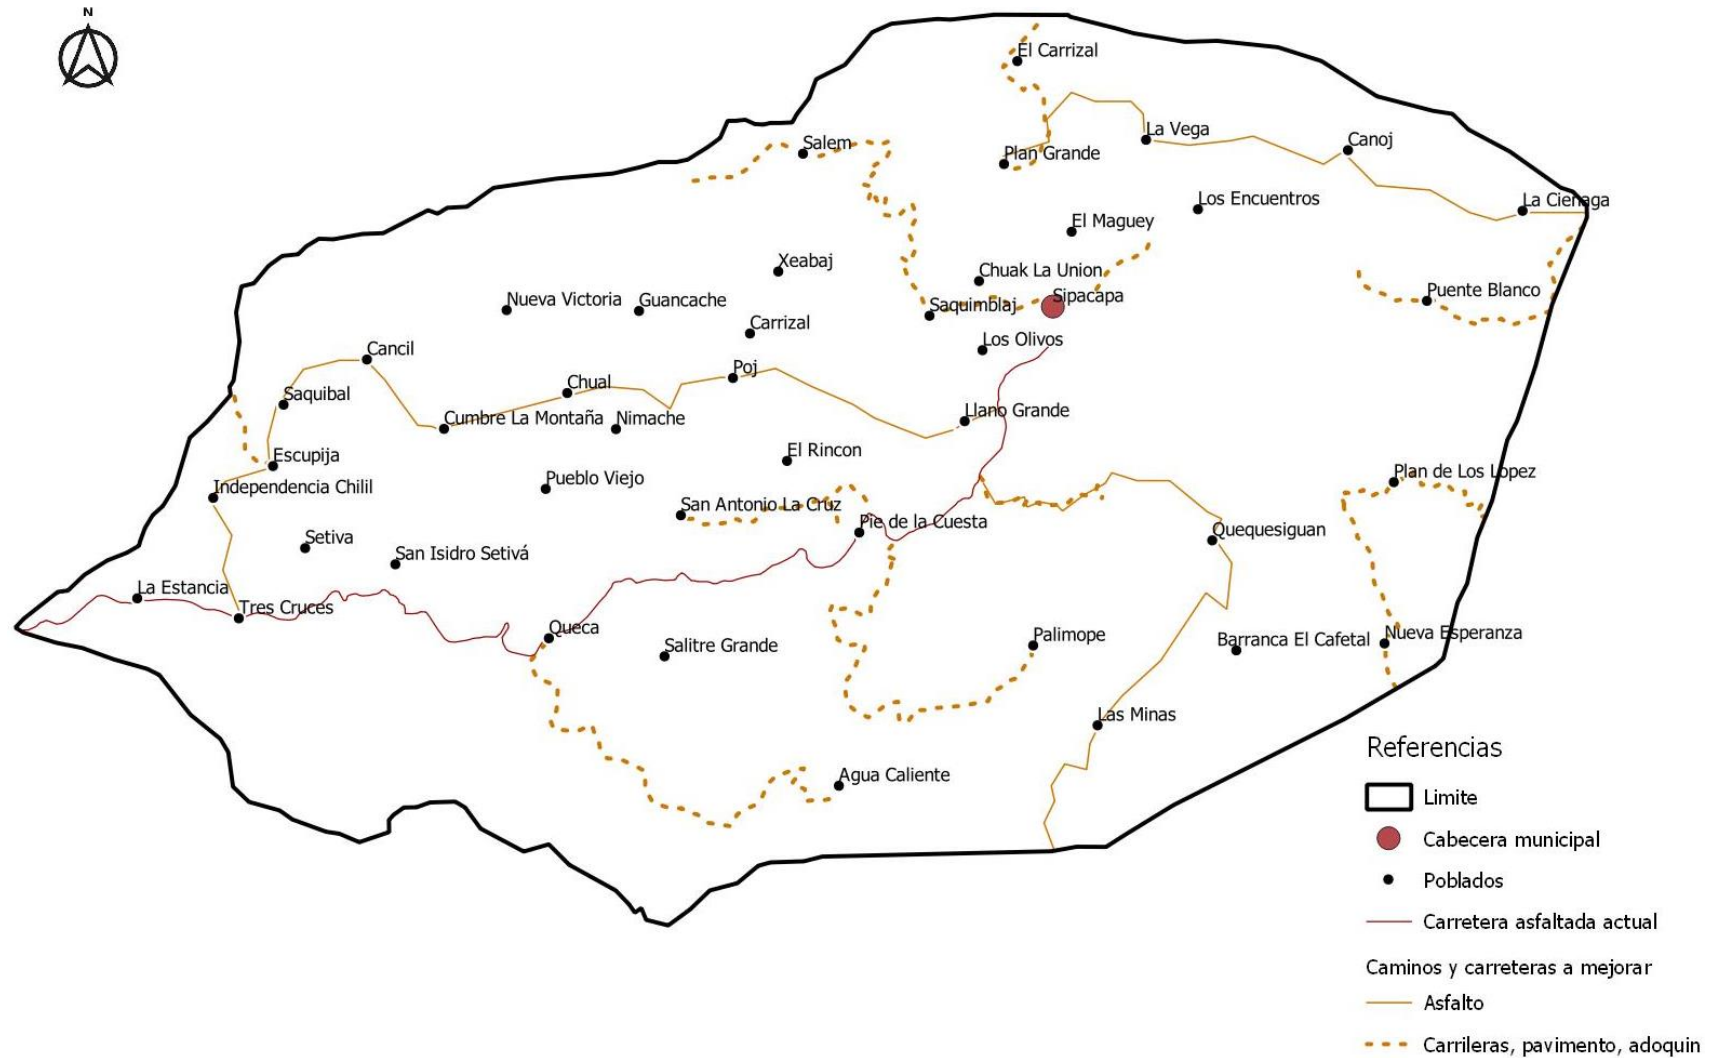 N
El Carrizal
La Vega
Canoj
Salem
Plan Grande
Los Encuentros
La Cienaga
El Maguey
Xeabaj
Chuak La Union
Puente Blanco
Nueva Victoria
Guancache
Saquimblaj
Sipacapa
Carrizal
Los Olivos
Cancil
Poj
Chual
Saquibal
Llano Grande
Cumbre La Montaña
Nimache
El Rincon
Escupija
Plan de Los Lopez
Pueblo Viejo
Independencia Chilil
San Antonio La Cruz
Pie de la Cuesta
Quequesiguan
Setiva
San Isidro Setivá
La Estancia
Tres Cruces
Queca
Palimope
Barranca El Cafetal
Nueva Esperanza
Salitre Grande
Las Minas
Agua Caliente
Referencias
Limite
Cabecera municipal
Poblados
Carretera asfaltada actual
Caminos y carreteras a mejorar
Asfalto
Carrileras, pavimento, adoquin